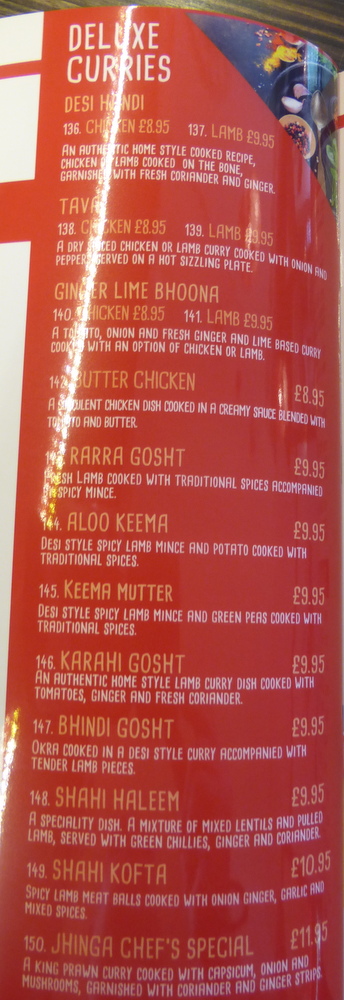 DELUXE
CURRIES
DESI HANDI
136. CHICKEN £8.95 137. LAMB £9.95
AN AUTHENTIC HOME STYLE COOKED RECIPE,
CHICKEN OR LAMB COOKED ON THE BONE,
GARNISHED WITH FRESH CORIANDER AND GINGER.
TAVA
138. CHICKEN £8.95 139. LAMB £9.95
A DRY SPICED CHICKEN OR LAMB CURRY COOKED WITH ONION AND
PEPPERS SERVED ON A HOT SIZZLING PLATE.
GINGER LIME BHOONA
140. CHICKEN £8.95 141. LAMB £9.95
A TOMATO, ONION AND FRESH GINGER AND LIME BASED CURRY
COOKED WITH AN OPTION OF CHICKEN OR LAMB.
142. BUTTER CHICKEN £8.95
A SUCCULENT CHICKEN DISH COOKED IN A CREAMY SAUCE BLENDED WITH
TOMATO AND BUTTER.
143. RARRA GOSHT £9.95
FRESH LAMB COOKED WITH TRADITIONAL SPICES ACCOMPANIED
BY SPICY MINCE.
144. ALOO KEEMA £9.95
DESI STYLE SPICY LAMB MINCE AND POTATO COOKED WITH
TRADITIONAL SPICES.
145. KEEMA MUTTER £9.95
DESI STYLE SPICY LAMB MINCE AND GREEN PEAS COOKED WITH
TRADITIONAL SPICES.
146. KARAHI GOSHT £9.95
AN AUTHENTIC HOME STYLE LAMB CURRY DISH COOKED WITH
TOMATOES, GINGER AND FRESH CORIANDER.
147. BHINDI GOSHT £9.95
OKRA COOKED IN A DESI STYLE CURRY ACCOMPANIED WITH
TENDER LAMB PIECES.
148. SHAHI HALEEM £9.95
A SPECIALITY DISH. A MIXTURE OF MIXED LENTILS AND PULLED
LAMB, SERVED WITH GREEN CHILLIES, GINGER AND CORIANDER.
149. SHAHI KOFTA £10.95
SPICY LAMB MEAT BALLS COOKED WITH ONION GINGER, GARLIC AND
MIXED SPICES.
150. JHINGA CHEF'S SPECIAL £11.95
A KING PRAWN CURRY COOKED WITH CAPSICUM, ONION AND
MUSHROOMS, GARNISHED WITH CORIANDER AND GINGER STRIPS.